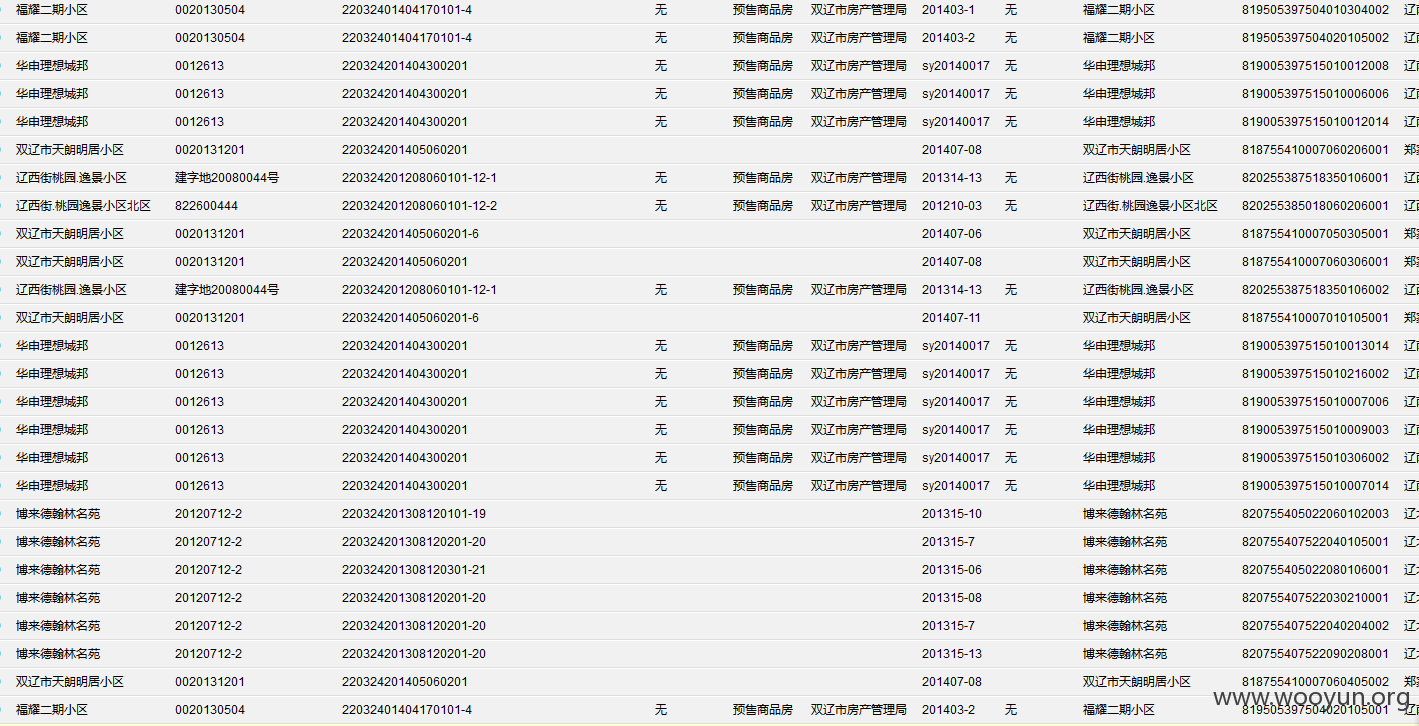 福耀二期小区 0020130504 22032401404170101-4 无 预售商品房 双辽市房产管理局 201403-1 无 福耀二期小区 819505397504010304002
福耀二期小区 0020130504 22032401404170101-4 无 预售商品房 双辽市房产管理局 201403-2 无 福耀二期小区 819505397504020105002
华申理想城邦 0012613 220324201404300201 无 预售商品房 双辽市房产管理局 sy20140017 无 华申理想城邦 819005397515010012008
华申理想城邦 0012613 220324201404300201 无 预售商品房 双辽市房产管理局 sy20140017 无 华申理想城邦 819005397515010006006
华申理想城邦 0012613 220324201404300201 无 预售商品房 双辽市房产管理局 sy20140017 无 华申理想城邦 819005397515010012014
双辽市天朗明居小区 0020131201 220324201405060201 201407-08 双辽市天朗明居小区 818755410007060206001 郑
辽西街桃园.逸景小区 建字地20080044号 220324201208060101-12-1 无 预售商品房 双辽市房产管理局 201314-13 无 辽西街桃园.逸景小区 820255387518350106001
辽西街.桃园逸景小区北区 822600444 220324201208060101-12-2 无 预售商品房 双辽市房产管理局 201210-03 无 辽西街.桃园逸景小区北区 820255385018060206001
双辽市天朗明居小区 0020131201 220324201405060201-6 201407-06 双辽市天朗明居小区 818755410007050305001 郑
双辽市天朗明居小区 0020131201 220324201405060201 201407-08 双辽市天朗明居小区 818755410007060306001 郑
辽西街桃园.逸景小区 建字地20080044号 220324201208060101-12-1 无 预售商品房 双辽市房产管理局 201314-13 无 辽西街桃园.逸景小区 820255387518350106002
双辽市天朗明居小区 0020131201 220324201405060201-6 201407-11 双辽市天朗明居小区 818755410007010105001 郑
华申理想城邦 0012613 220324201404300201 无 预售商品房 双辽市房产管理局 sy20140017 无 华申理想城邦 819005397515010013014
华申理想城邦 0012613 220324201404300201 无 预售商品房 双辽市房产管理局 sy20140017 无 华申理想城邦 819005397515010216002
华申理想城邦 0012613 220324201404300201 无 预售商品房 双辽市房产管理局 sy20140017 无 华申理想城邦 819005397515010007006
华申理想城邦 0012613 220324201404300201 无 预售商品房 双辽市房产管理局 sy20140017 无 华申理想城邦 819005397515010009003
华申理想城邦 0012613 220324201404300201 无 预售商品房 双辽市房产管理局 sy20140017 无 华申理想城邦 819005397515010306002
华申理想城邦 0012613 220324201404300201 无 预售商品房 双辽市房产管理局 sy20140017 无 华申理想城邦 819005397515010007014
博来德翰林名苑 20120712-2 220324201308120101-19 201315-10 博来德翰林名苑 820755405022060102003
博来德翰林名苑 20120712-2 220324201308120201-20 201315-7 博来德翰林名苑 820755407522040105001
博来德翰林名苑 20120712-2 220324201308120301-21 201315-06 博来德翰林名苑 820755405022080106001
博来德翰林名苑 20120712-2 220324201308120201-20 201315-08 博来德翰林名苑 820755407522030210001
博来德翰林名苑 20120712-2 220324201308120201-20 201315-7 博来德翰林名苑 820755407522040204002
博来德翰林名苑 20120712-2 220324201308120201-20 201315-13 博来德翰林名苑 820755407522090208001
双辽市天朗明居小区 0020131201 220324201405060201 201407-08 双辽市天朗明居小区 818755410007060405002 郑
福耀二期小区 0020130504 22032401404170101-4 无 预售商品房 双辽市房产管理局 201403-2 无 福耀二期小区 819505397504020105001
www.wooyun.org